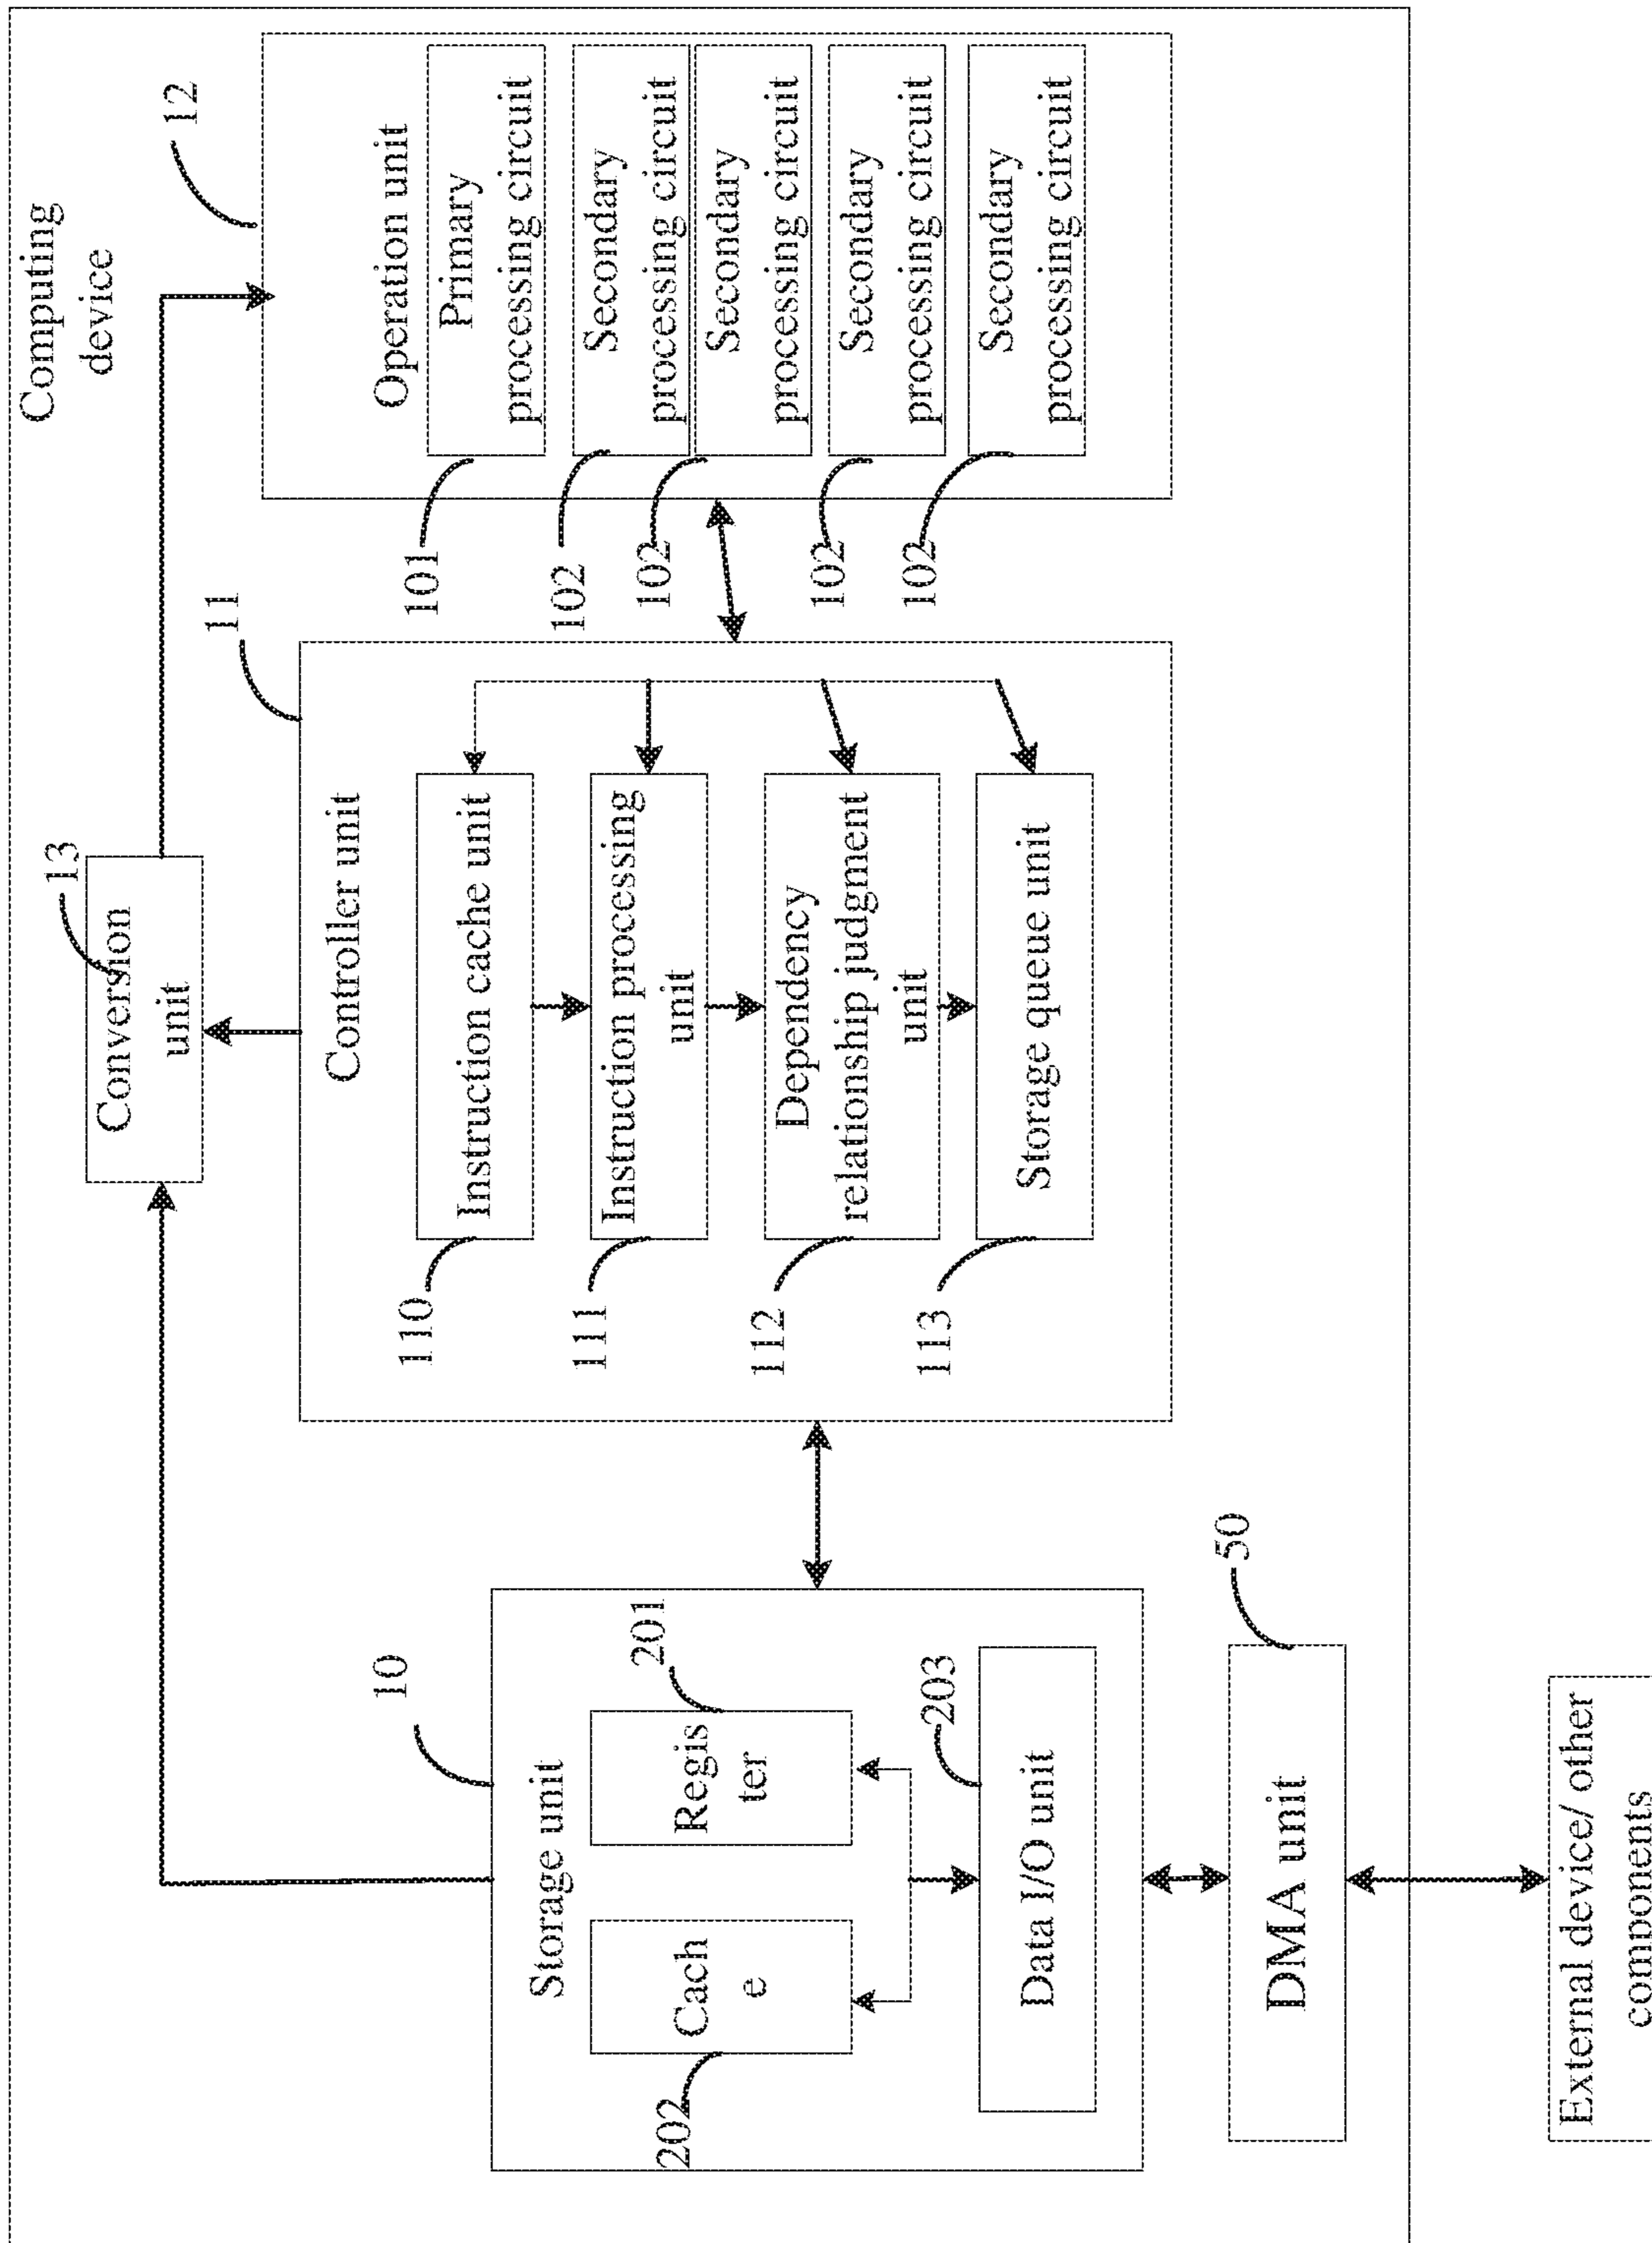 Computing
device
12
13
Conversion
unit
11
Operation unit
Primary
processing circuit
101
Secondary
processing circuit
102
Secondary
processing circuit
102
Secondary
processing circuit
102
Secondary
processing circuit
102
Controller unit
Instruction cache unit
110
Instruction processing
unit
111
Dependency
relationship judgment
unit
112
Storage queue unit
113
10
Storage unit
Cach
e
202
Regis
ter
201
203
Data I/O unit
50
DMA unit
External device/ other
components